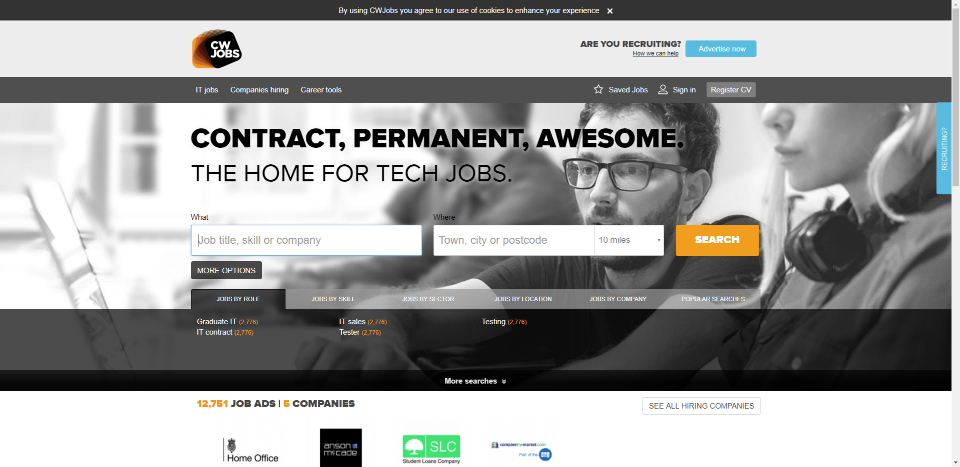 By using CWJobs you agree to our use of cookies to enhance your experience ×
CW JOBS
ARE YOU RECRUITING?
How we can help
Advertise now
IT jobs Companies hiring Career tools Saved Jobs Sign in Register CV
RECRUITING?
CONTRACT, PERMANENT, AWESOME.
THE HOME FOR TECH JOBS.
What Where
Job title, skill or company Town, city or postcode 10 miles SEARCH
MORE OPTIONS
JOBS BY ROLE JOBS BY SKILL JOBS BY SECTOR JOBS BY LOCATION JOBS BY COMPANY POPULAR SEARCHES
Graduate IT (2,776) IT sales (2,776) Testing (2,776)
IT contract (2,776) Tester (2,776)
More searches
12,751 JOB ADS | 5 COMPANIES SEE ALL HIRING COMPANIES
Home Office
anson mccade
SLC
Student Loans Company
comparethemarket.com
Part of the